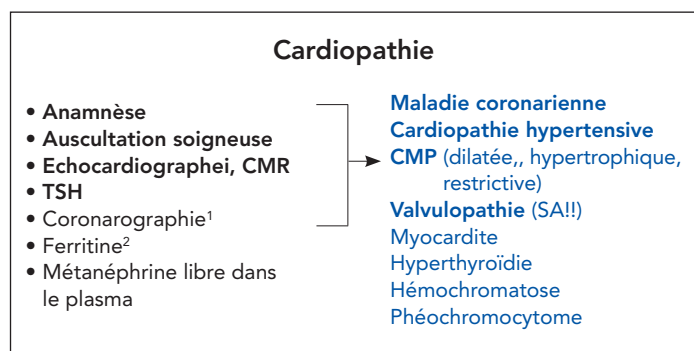 Cardiopathie
• Anamnèse
• Auscultation soigneuse
• Echocardiographei, CMR
• TSH
• Coronarographie¹
• Ferritine²
• Métanéphrine libre dans
le plasma
Maladie coronarienne
Cardiopathie hypertensive
CMP (dilatée,, hypertrophique,
restrictive)
Valvulopathie (SA!!)
Myocardite
Hyperthyroïdie
Hémochromatose
Phéochromocytome